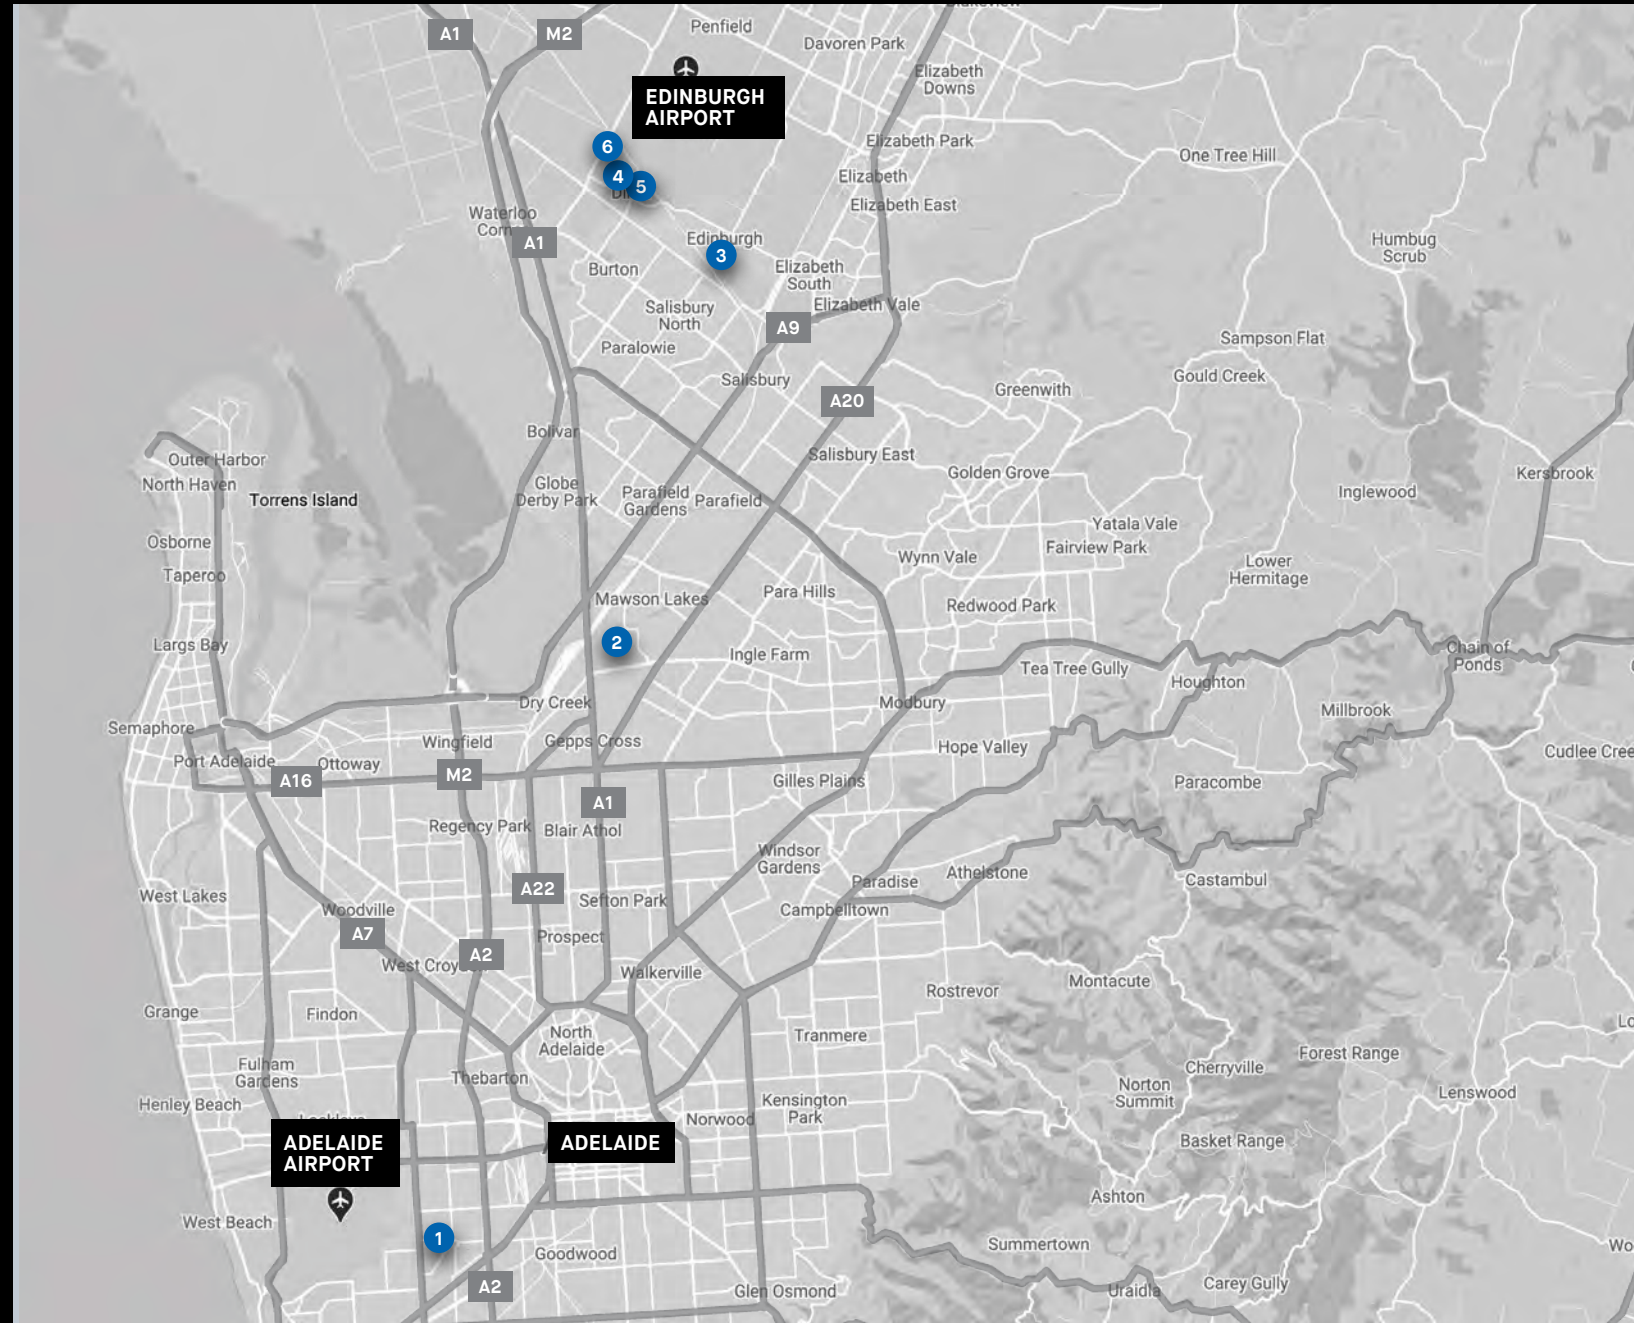 A1
M2
Penfield
Davoren Park
Elizabeth
Downs
EDINBURGH
AIRPORT
Elizabeth Park
One Tree Hill
6
4
5
Elizabeth
Elizabeth East
Waterloo
A1
Edinburgh
3
Humbug
Scrub
Burton
Elizabeth
South
Salisbury
North
Elizabeth Vale
A9
Sampson Flat
Paralowie
Salisbury
Gould Creek
Greenwith
A20
Bolivar
Outer Harbor
North Haven
Torrens Island
Globe
Derby Park
Parafield
Gardens
Parafield
Salisbury East
Golden Grove
Inglewood
Kersbrook
Osborne
Yatala Vale
Fairview Park
Wynn Vale
Lower
Hermitage
Taperoo
Mawson Lakes
Para Hills
Redwood Park
Largs Bay
2
Ingle Farm
Tea Tree Gully
Chain of
Ponds
Houghton
Dry Creek
Modbury
Millbrook
Semaphore
Wingfield
Gepps Cross
Hope Valley
Port Adelaide
Ottoway
A16
M2
Gilles Plains
Paracombe
A1
Regency Park
Blair Athol
Windsor
Gardens
West Lakes
A22
Sefton Park
Paradise
Athelstone
Castambul
Woodville
Campbelltown
A7
Prospect
A2
Walkerville
Montacute
Rostrevor
Grange
Findon
North
Adelaide
Tranmere
Fulham
Gardens
Thebarton
Cherryville
Forest Range
Norton
Summit
Lenswood
Henley Beach
Kensington
Park
Norwood
ADELAIDE
AIRPORT
ADELAIDE
Basket Range
Ashton
West Beach
1
Goodwood
Summertown
A2
Glen Osmond
Uraidla
Carey Gully